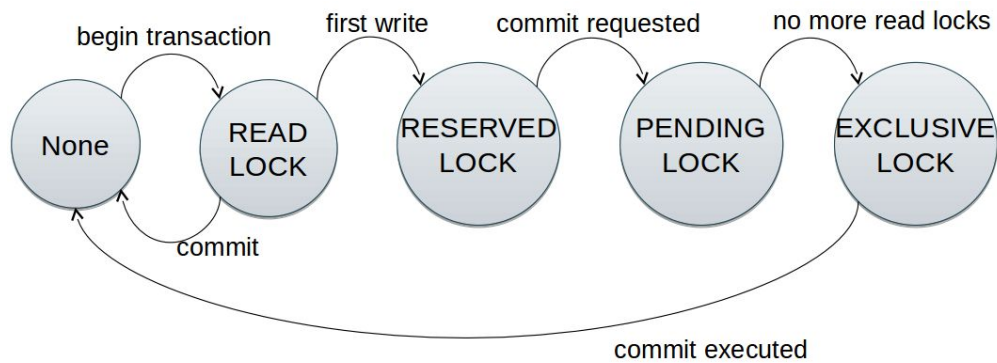 begin transaction
first write
commit requested
no more read locks
None
READ
LOCK
RESERVED
LOCK
PENDING
LOCK
EXCLUSIVE
LOCK
commit
commit executed